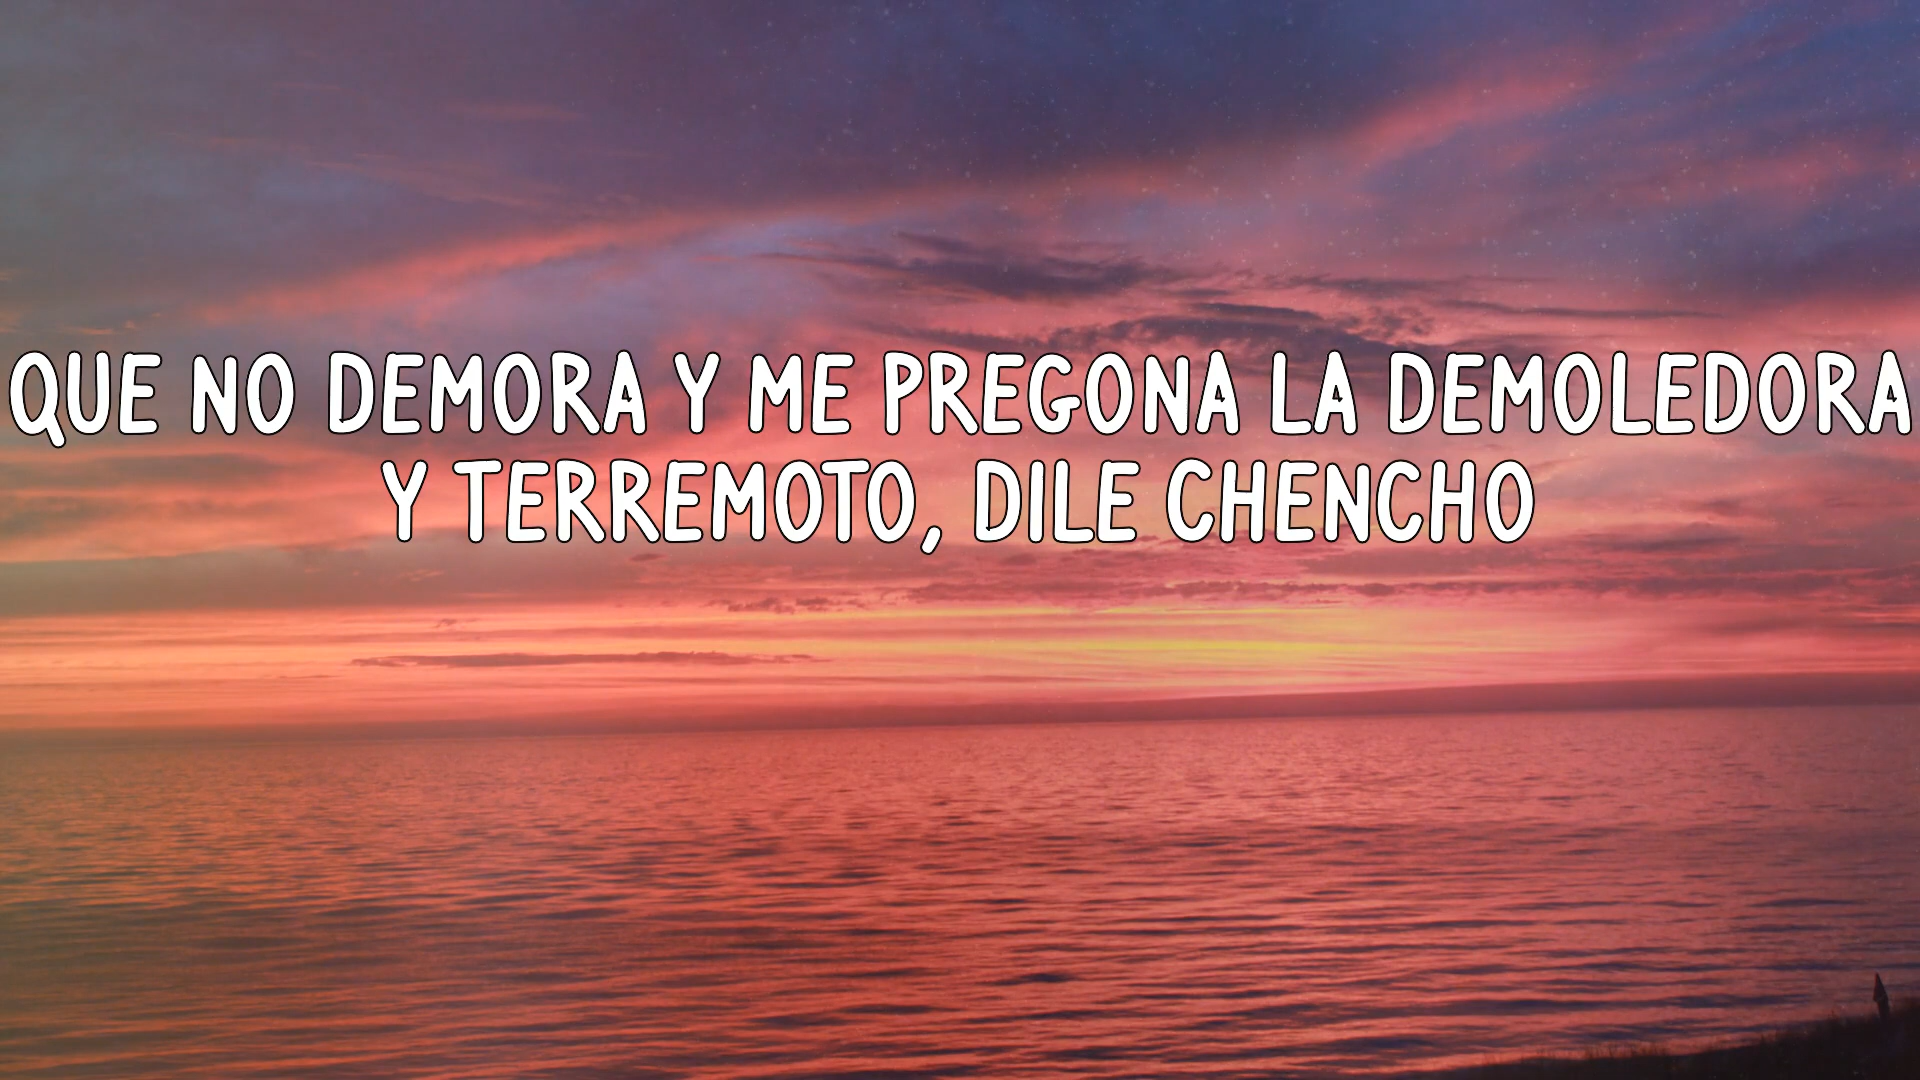 QUE NO DEMORA Y ME PREGONA LA DEMOLEDORA
Y TERREMOTO, DILE CHENCHO